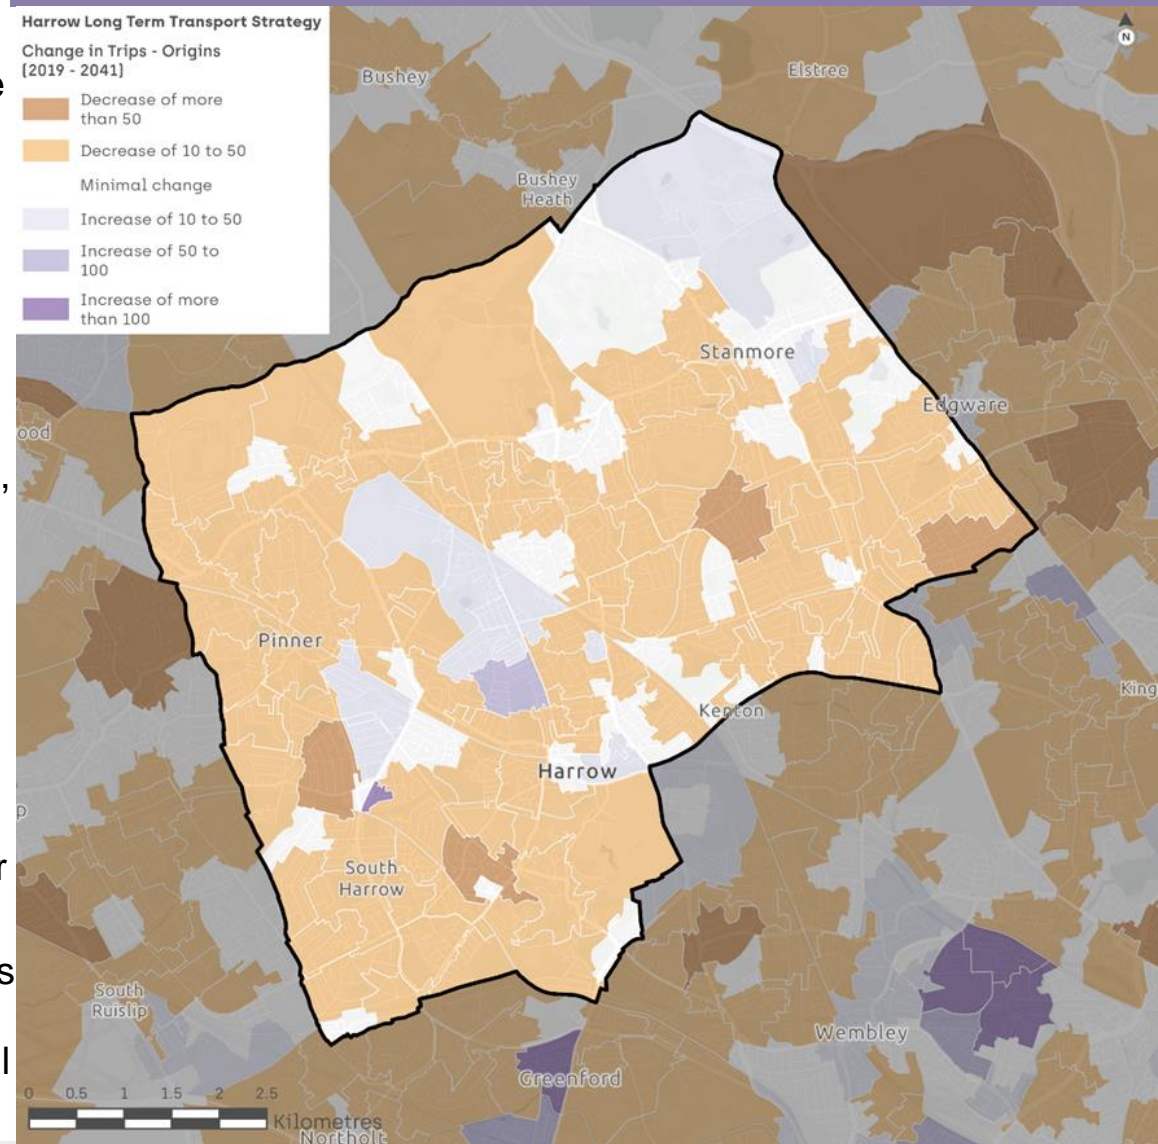 Harrow Long Term Transport Strategy
Change in Trips - Origins
(2019 - 2041)
Decrease of more
than 50
Decrease of 10 to 50
Minimal change
Increase of 10 to 50
Increase of 50 to
100
Increase of more
than 100
N
e
Bushey
Elstree
Bushey
Heath
Stanmore
Edgware
ood
,
Pinner
King
Kenton
Harrow
p
r
South
Harrow
s
South
Ruislip
Wembley
l
Greenford
0 0.5 1 1.5 2 2.5
Kilometres
Northolt